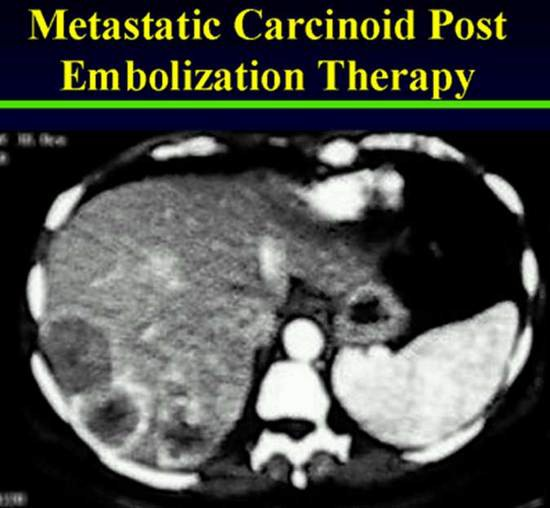 Metastatic Carcinoid Post
Embolization Therapy